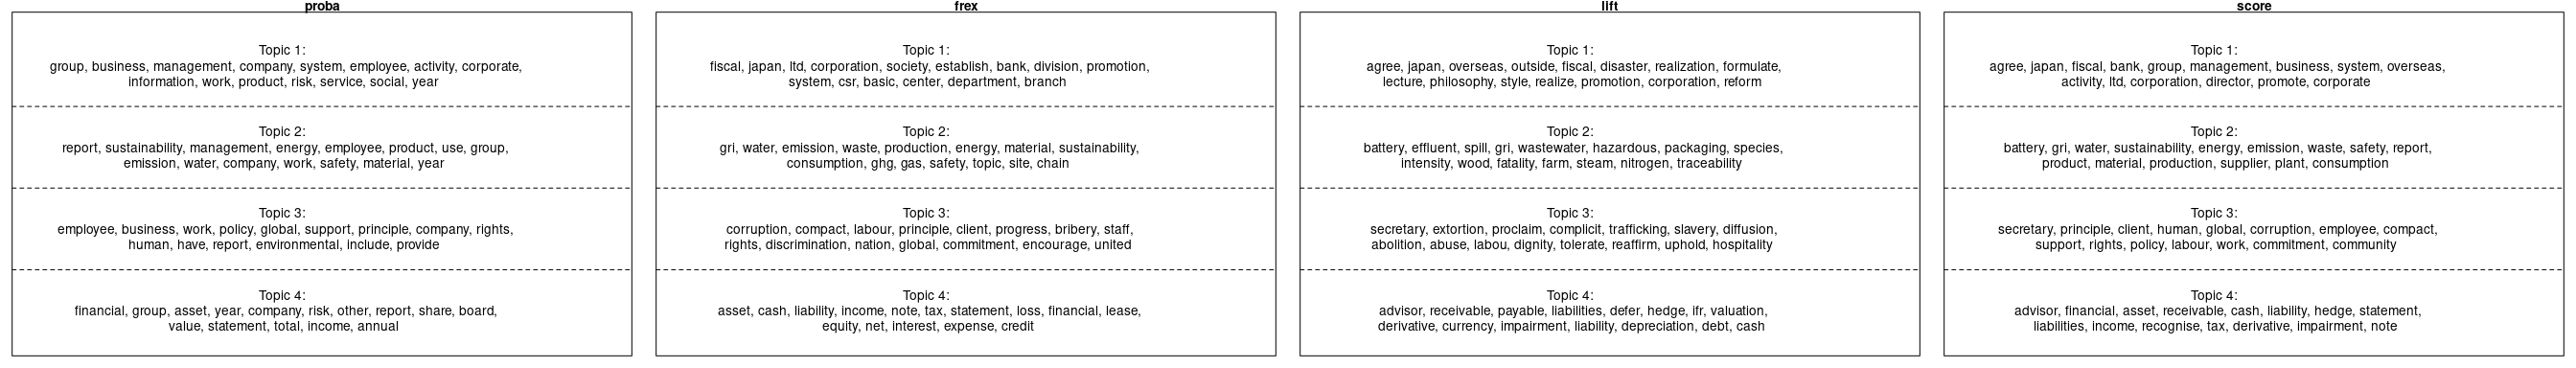 proba
Topic 1:
group, business, management, company, system, employee, activity, corporate,
information, work, product, risk, service, social, year
Topic 2:
report, sustainability, management, energy, employee, product, use, group,
emission, water, company, work, safety, material, year
Topic 3:
employee, business, work, policy, global, support, principle, company, rights,
human, have, report, environmental, include, provide
Topic 4:
financial, group, asset, year, company, risk, other, report, share, board,
value, statement, total, income, annual
frex
Topic 1:
fiscal, japan, ltd, corporation, society, establish, bank, division, promotion,
system, csr, basic, center, department, branch
Topic 2:
gri, water, emission, waste, production, energy, material, sustainability,
consumption, ghg, gas, safety, topic, site, chain
Topic 3:
corruption, compact, labour, principle, client, progress, bribery, staff,
rights, discrimination, nation, global, commitment, encourage, united
Topic 4:
asset, cash, liability, income, note, tax, statement, loss, financial, lease,
equity, net, interest, expense, credit
lift
Topic 1:
agree, japan, overseas, outside, fiscal, disaster, realization, formulate,
lecture, philosophy, style, realize, promotion, corporation, reform
Topic 2:
battery, effluent, spill, gri, wastewater, hazardous, packaging, species,
intensity, wood, fatality, farm, steam, nitrogen, traceability
Topic 3:
secretary, extortion, proclaim, complicit, trafficking, slavery, diffusion,
abolition, abuse, labou, dignity, tolerate, reaffirm, uphold, hospitality
Topic 4:
advisor, receivable, payable, liabilities, defer, hedge, ifr, valuation,
derivative, currency, impairment, liability, depreciation, debt, cash
score
Topic 1:
agree, japan, fiscal, bank, group, management, business, system, overseas,
activity, ltd, corporation, director, promote, corporate
Topic 2:
battery, gri, water, sustainability, energy, emission, waste, safety, report,
product, material, production, supplier, plant, consumption
Topic 3:
secretary, principle, client, human, global, corruption, employee, compact,
support, rights, policy, labour, work, commitment, community
Topic 4:
advisor, financial, asset, receivable, cash, liability, hedge, statement,
liabilities, income, recognise, tax, derivative, impairment, note